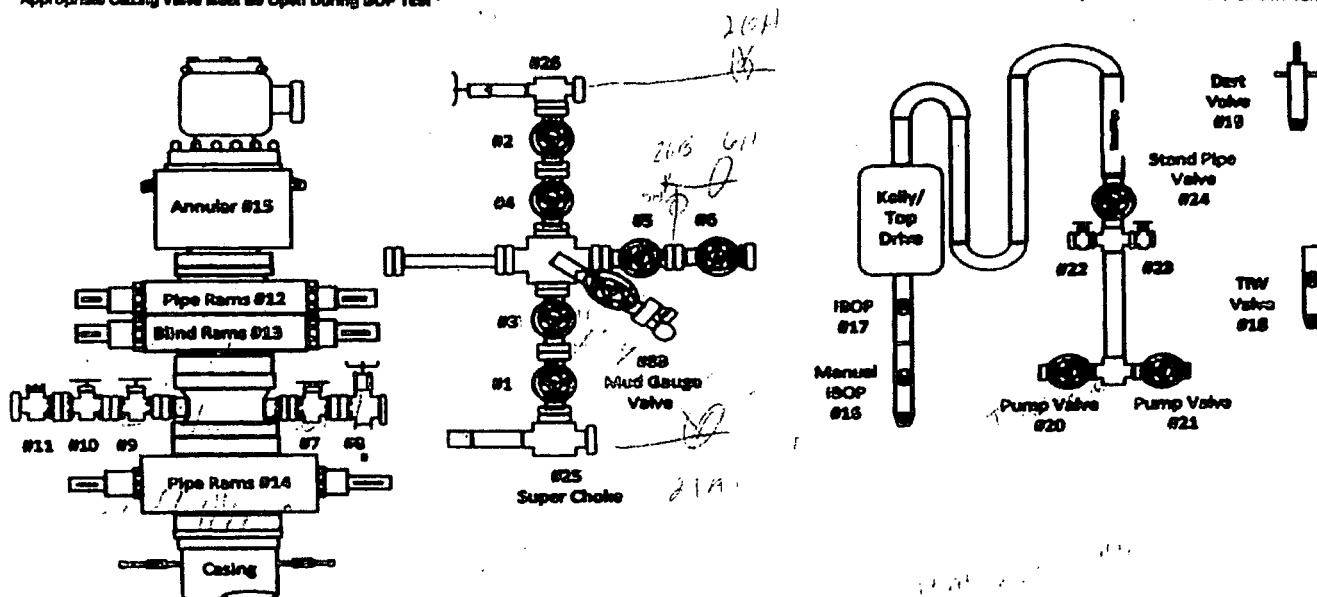 Appropriate Casing Valve Must Be Open During BOP Test
Annular #15
Pipe Rams #12
Blind Rams #13
#11
#10
#9
#7
#8
Pipe Rams #14
Casing
#26
#2
#4
#5
#6
#3
#8B
Mud Gauge
Valve
#1
#25
Super Choke
Kelly/
Top
Drive
IBOP
#17
Manual
IBOP
#16
Stand Pipe
Valve
#24
#22
#23
Pump Valve
#20
Pump Valve
#21
Dart
Valve
#19
TIW
Valve
#18